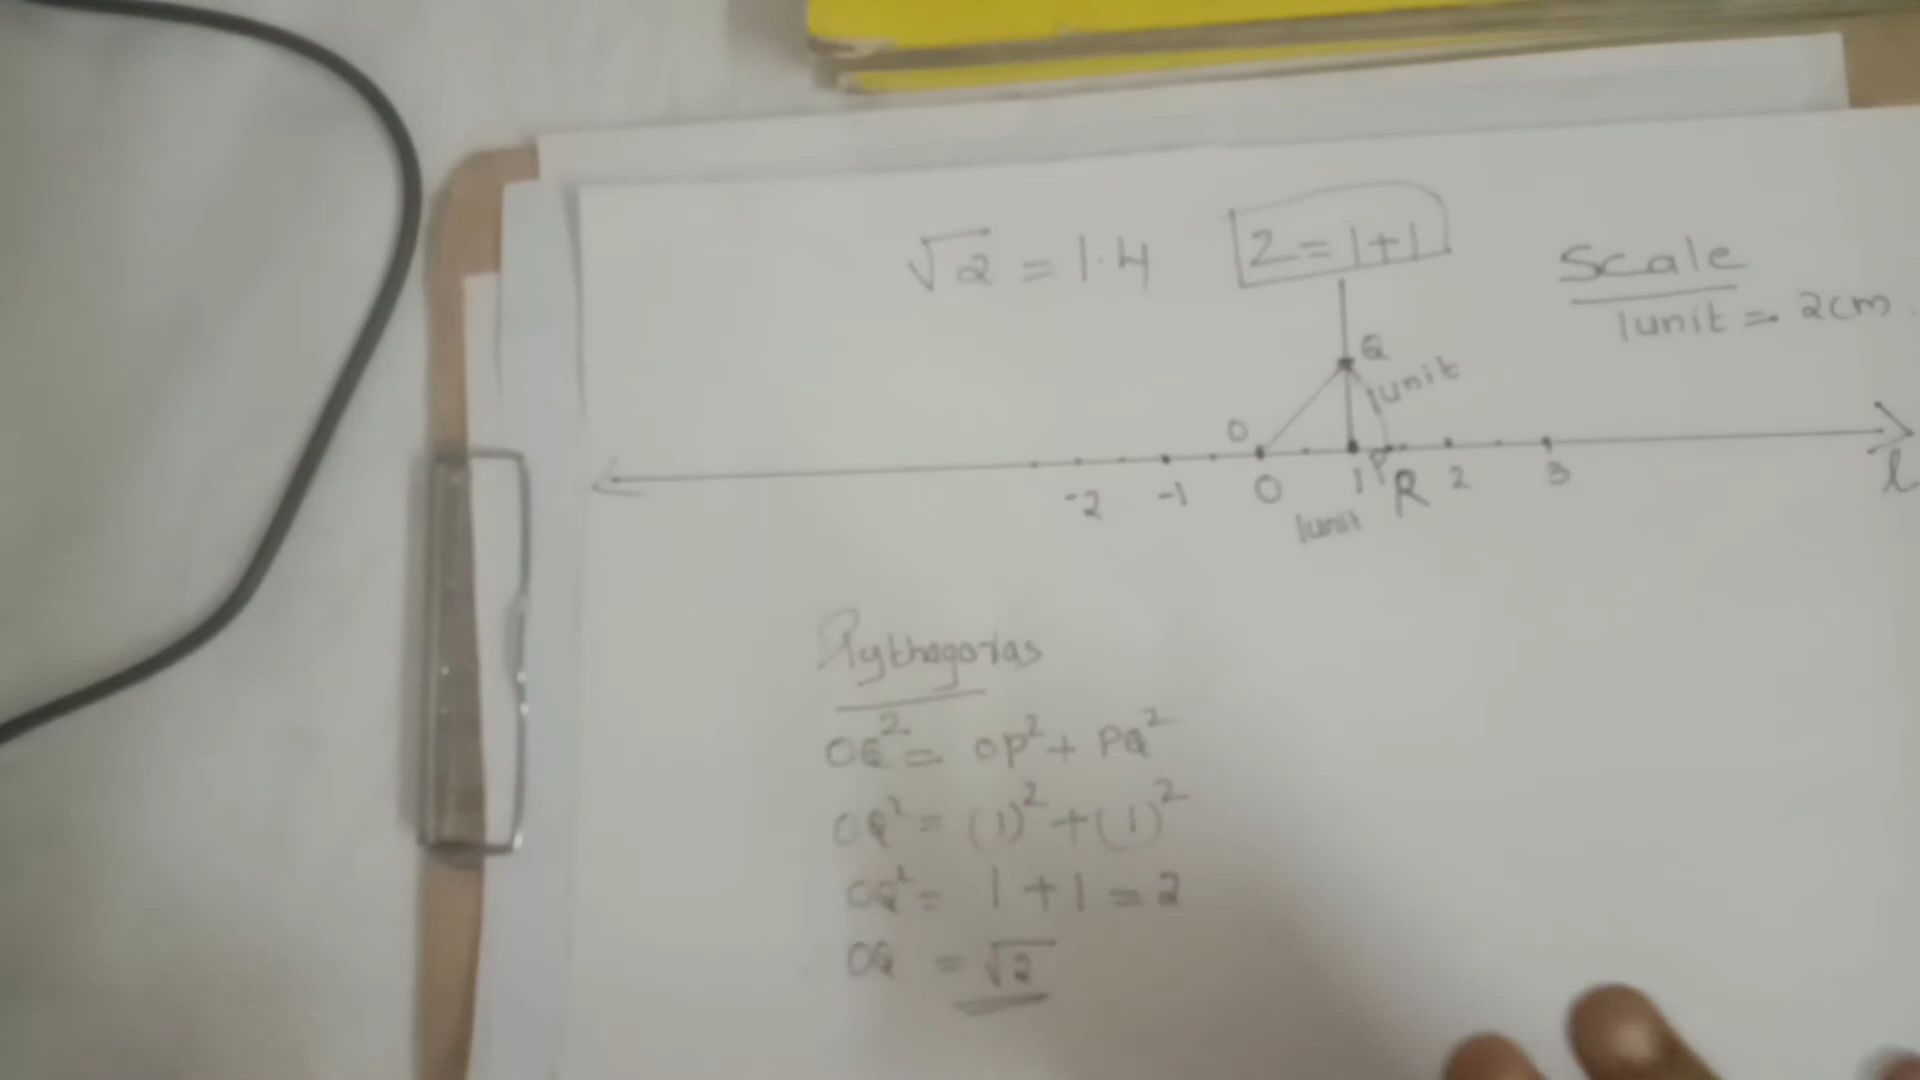 √2 = 1.4
2 = 1+1
Scale
1unit = 2cm
Q
1unit
O
-2 -1 0 1 P R 2 3 l
1unit
Pythagorias
OQ² = OP² + PQ²
OQ² = (1)² + (1)²
OQ² = 1 + 1 = 2
OQ = √2